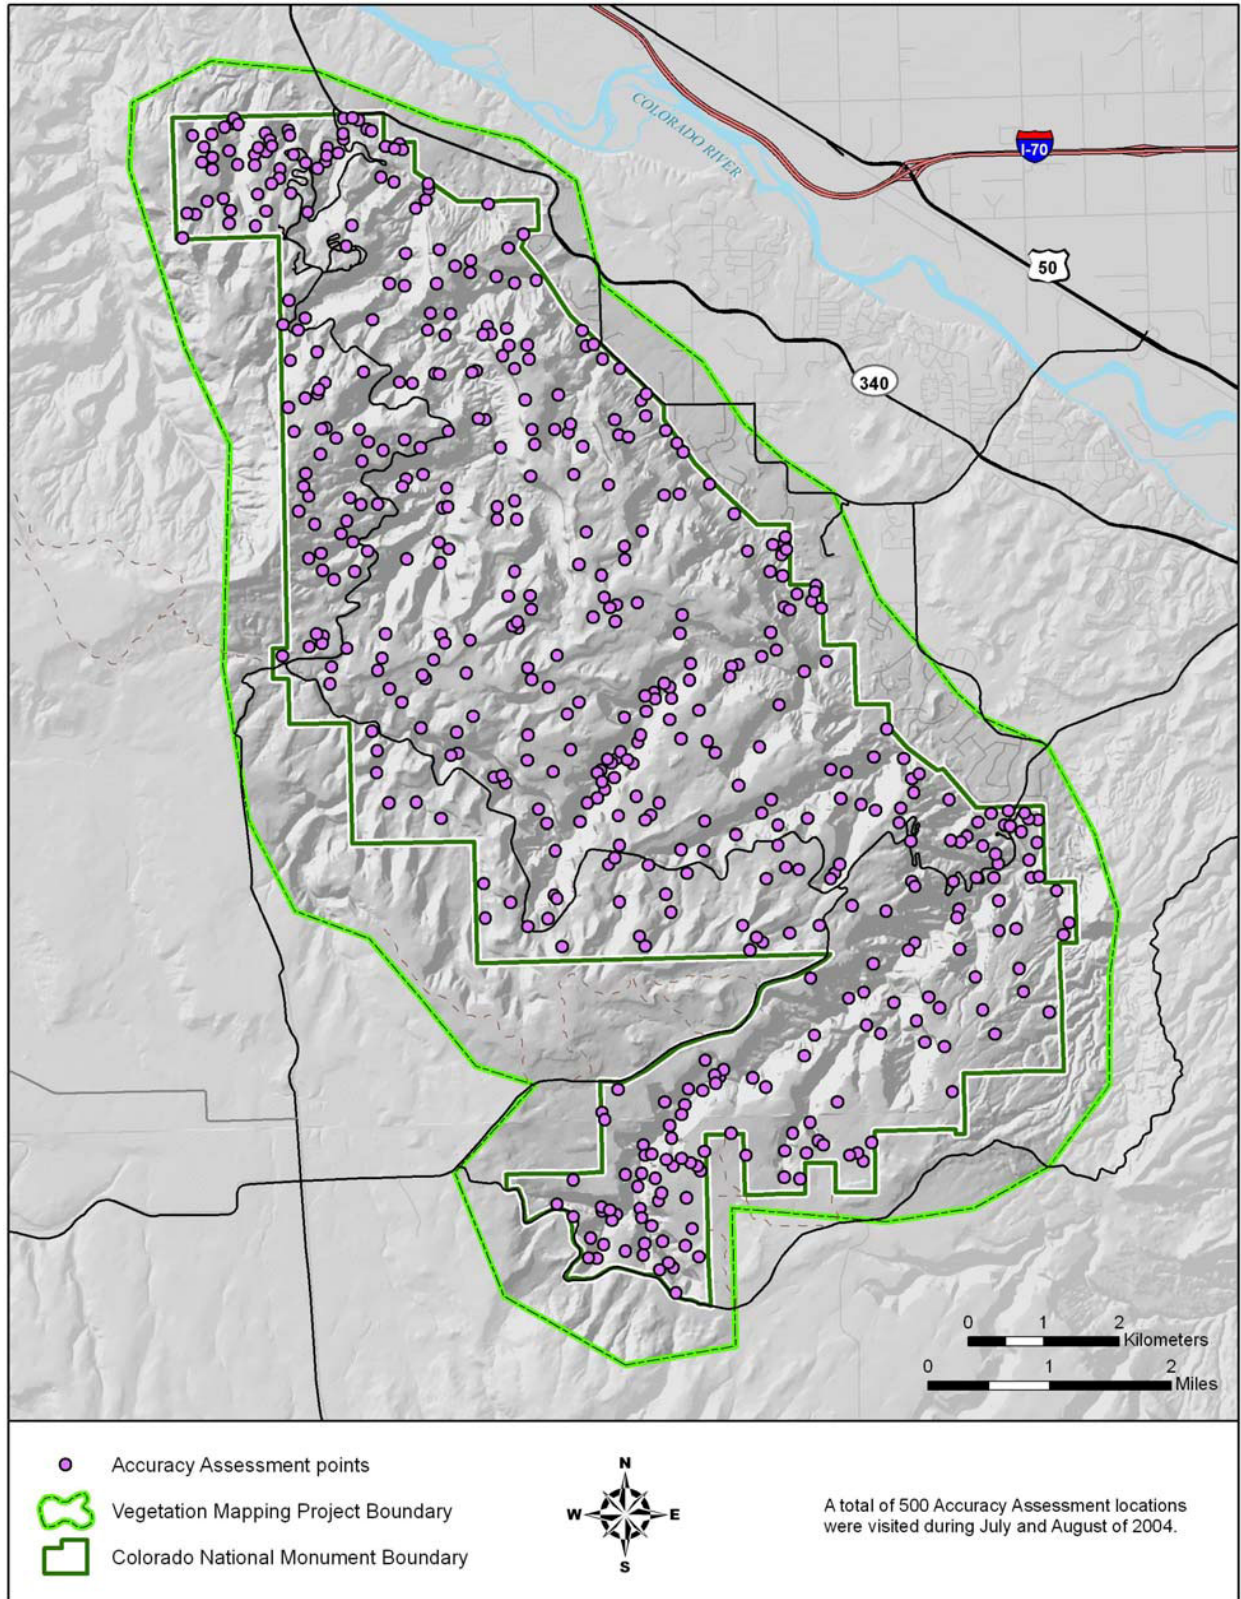 COLORADO RIVER
I-70
50
340
0 1 2
Kilometers
0 1 2
Miles
Accuracy Assessment points
Vegetation Mapping Project Boundary
Colorado National Monument Boundary
N
W E
S
A total of 500 Accuracy Assessment locations
were visited during July and August of 2004.